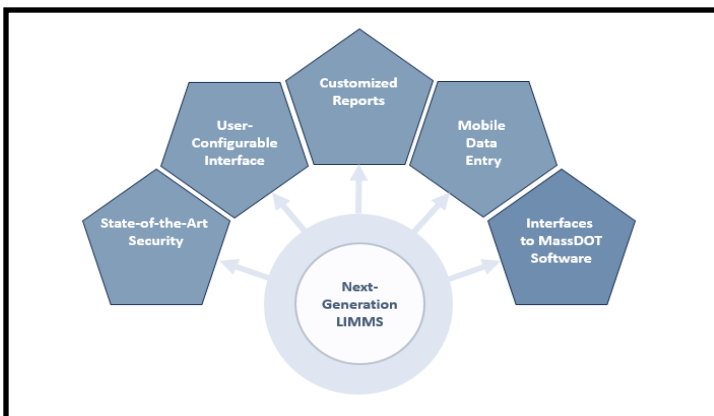 Customized
Reports
User-
Configurable
Interface
Mobile
Data
Entry
State-of-the-Art
Security
Interfaces
to MassDOT
Software
Next-
Generation
LIMMS